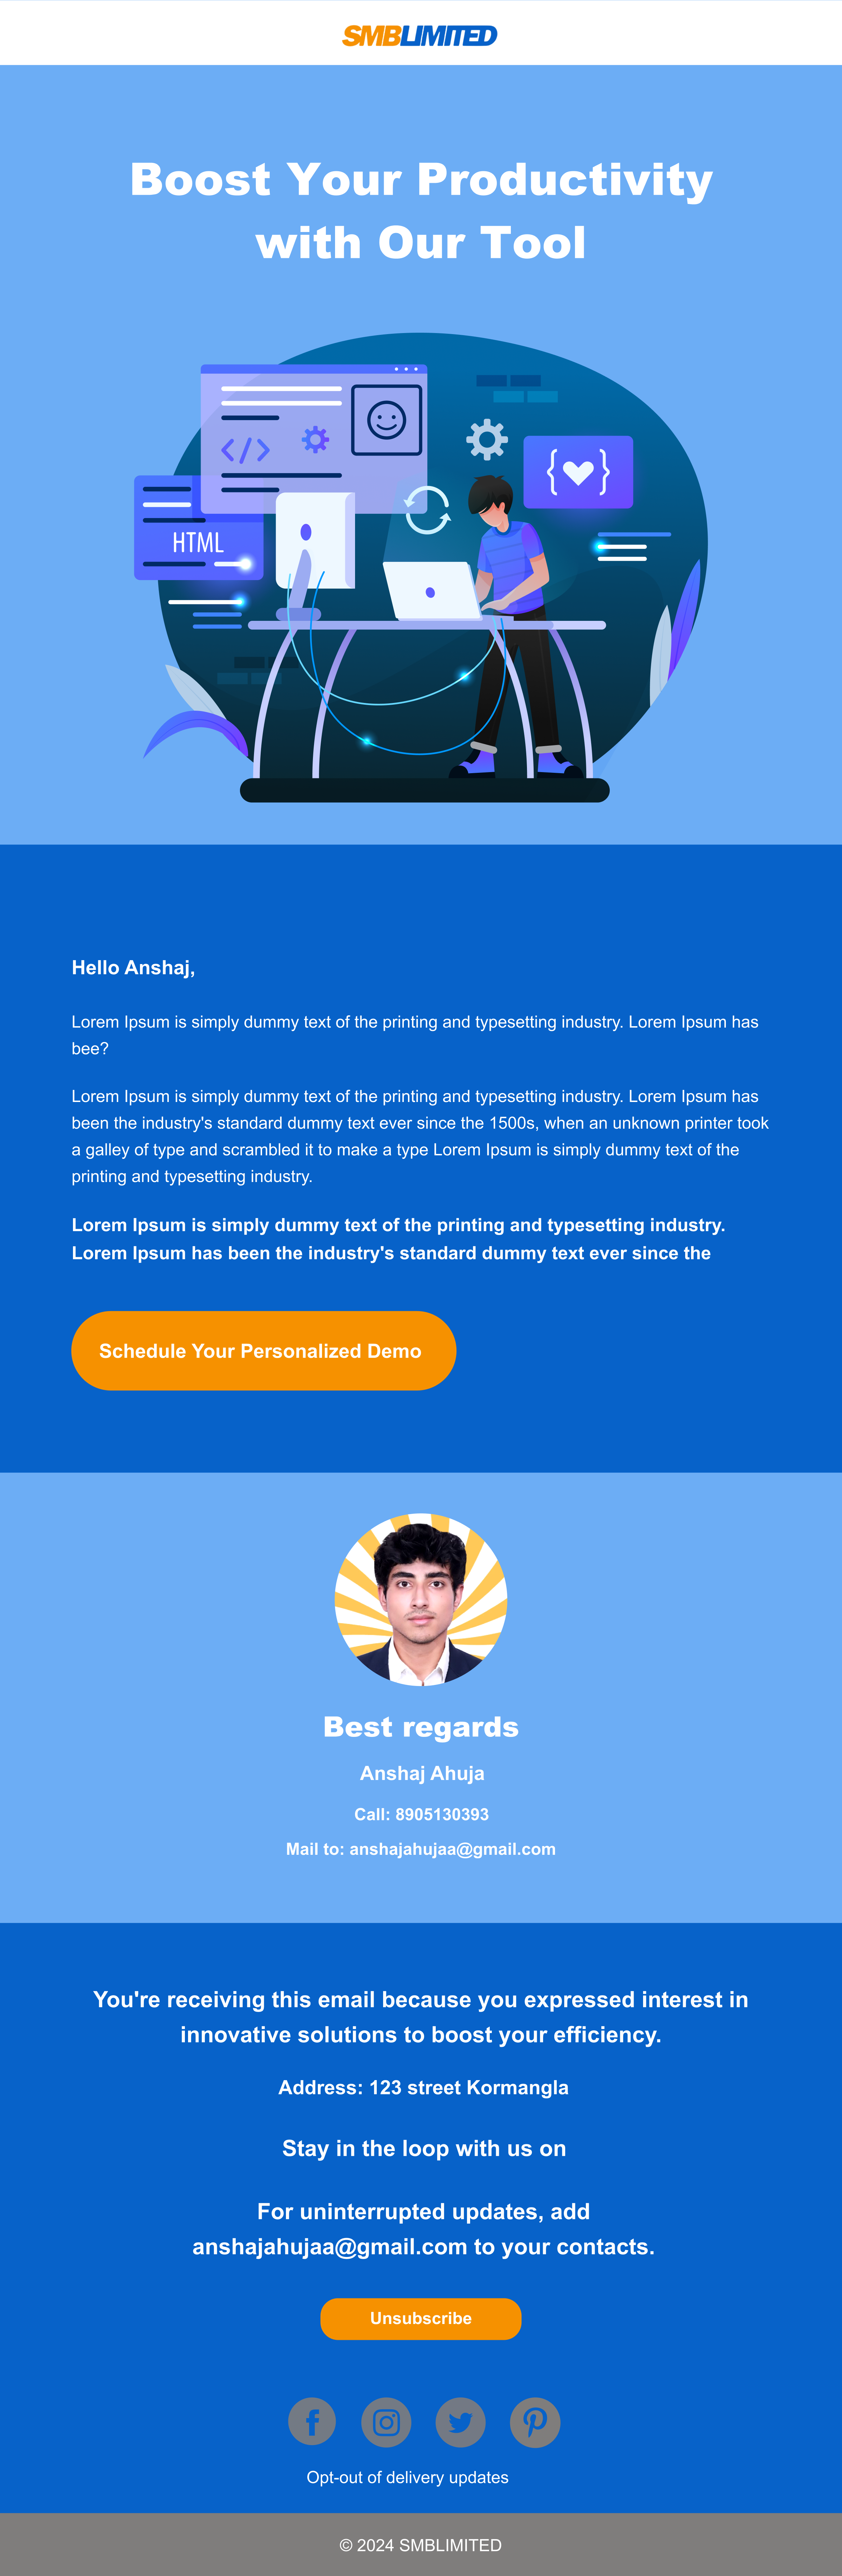 SMBLIMITED
Boost Your Productivity
with Our Tool
HTML
Hello Anshaj,
Lorem Ipsum is simply dummy text of the printing and typesetting industry. Lorem Ipsum has
bee?
Lorem Ipsum is simply dummy text of the printing and typesetting industry. Lorem Ipsum has
been the industry's standard dummy text ever since the 1500s, when an unknown printer took
a galley of type and scrambled it to make a type Lorem Ipsum is simply dummy text of the
printing and typesetting industry.
Lorem Ipsum is simply dummy text of the printing and typesetting industry.
Lorem Ipsum has been the industry's standard dummy text ever since the
Schedule Your Personalized Demo
Best regards
Anshaj Ahuja
Call: 8905130393
Mail to: anshajahujaa@gmail.com
You're receiving this email because you expressed interest in
innovative solutions to boost your efficiency.
Address: 123 street Kormangla
Stay in the loop with us on
For uninterrupted updates, add
anshajahujaa@gmail.com to your contacts.
Unsubscribe
Opt-out of delivery updates
© 2024 SMBLIMITED